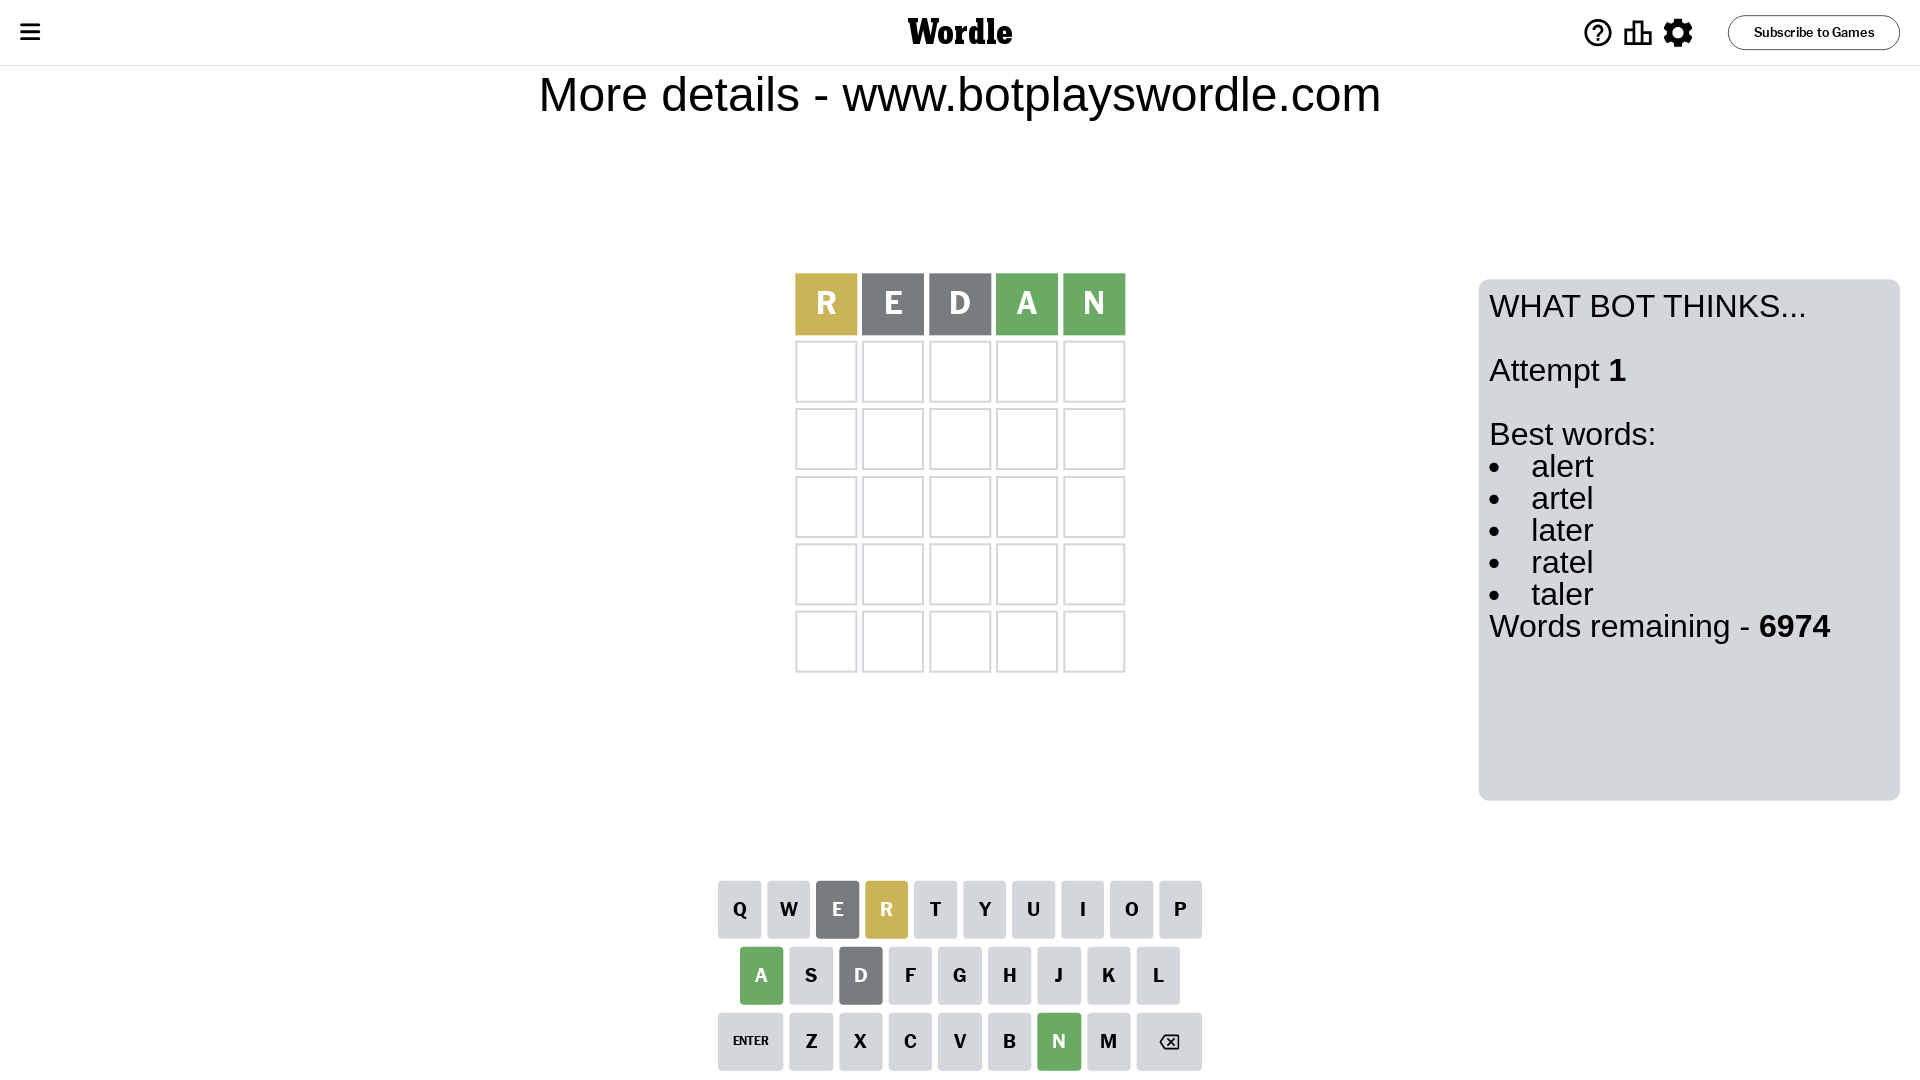 Wordle
Subscribe to Games
More details - www.botplayswordle.com
R E D A N
WHAT BOT THINKS...
Attempt 1
Best words:
• alert
• artel
• later
• ratel
• taler
Words remaining - 6974
Q W E R T Y U I O P
A S D F G H J K L
ENTER Z X C V B N M